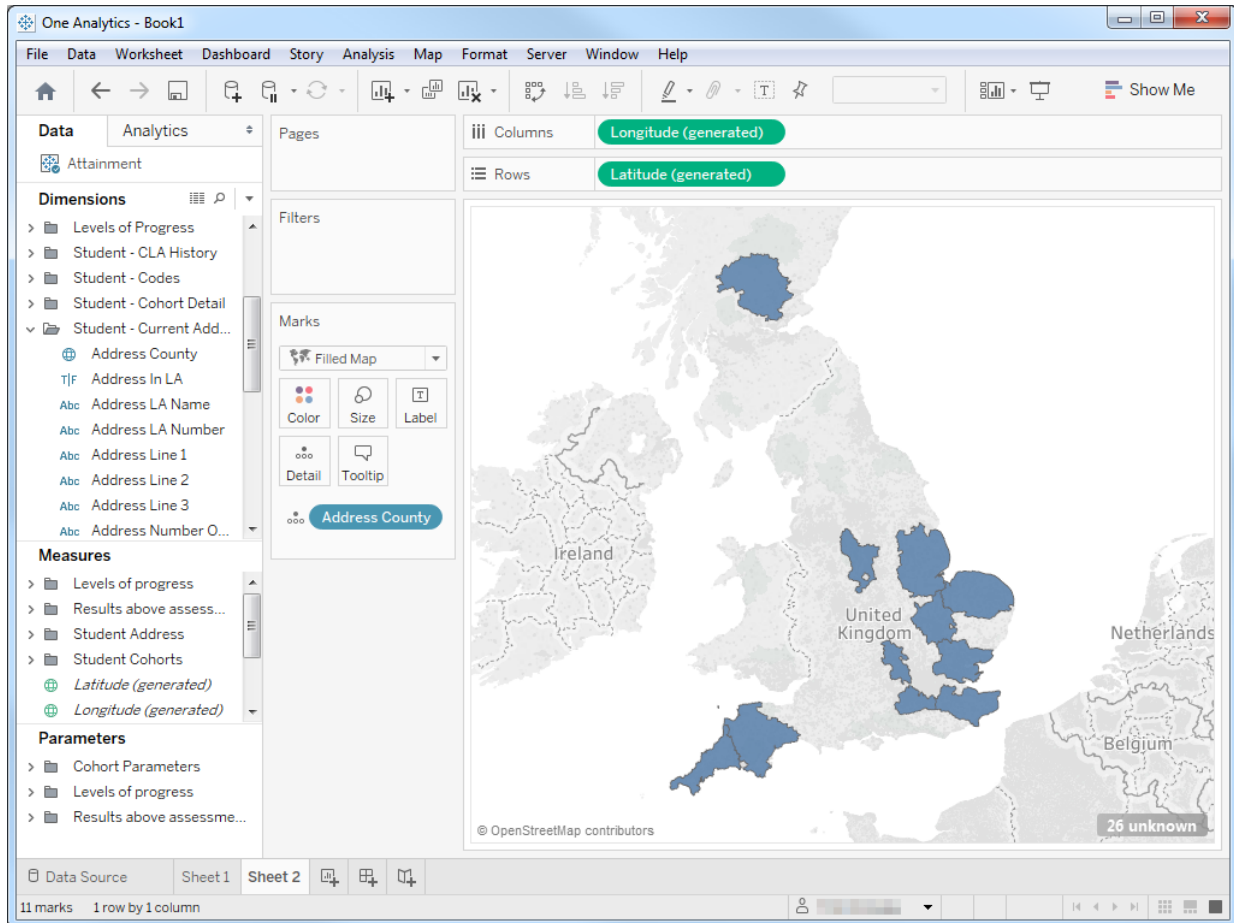 One Analytics - Book1
File Data Worksheet Dashboard Story Analysis Map Format Server Window Help
Show Me
Data Analytics
Attainment
Dimensions
Levels of Progress
Student - CLA History
Student - Codes
Student - Cohort Detail
Student - Current Add...
Address County
T|F Address In LA
Abc Address LA Name
Abc Address LA Number
Abc Address Line 1
Abc Address Line 2
Abc Address Line 3
Abc Address Number O...
Measures
Levels of progress
Results above assess...
Student Address
Student Cohorts
Latitude (generated)
Longitude (generated)
Parameters
Cohort Parameters
Levels of progress
Results above assessme...
Pages
Filters
Marks
Filled Map
Color Size Label
Detail Tooltip
Address County
Columns Longitude (generated)
Rows Latitude (generated)
Ireland
United
Kingdom
Netherlands
Belgium
© OpenStreetMap contributors
26 unknown
Data Source Sheet 1 Sheet 2
11 marks 1 row by 1 column